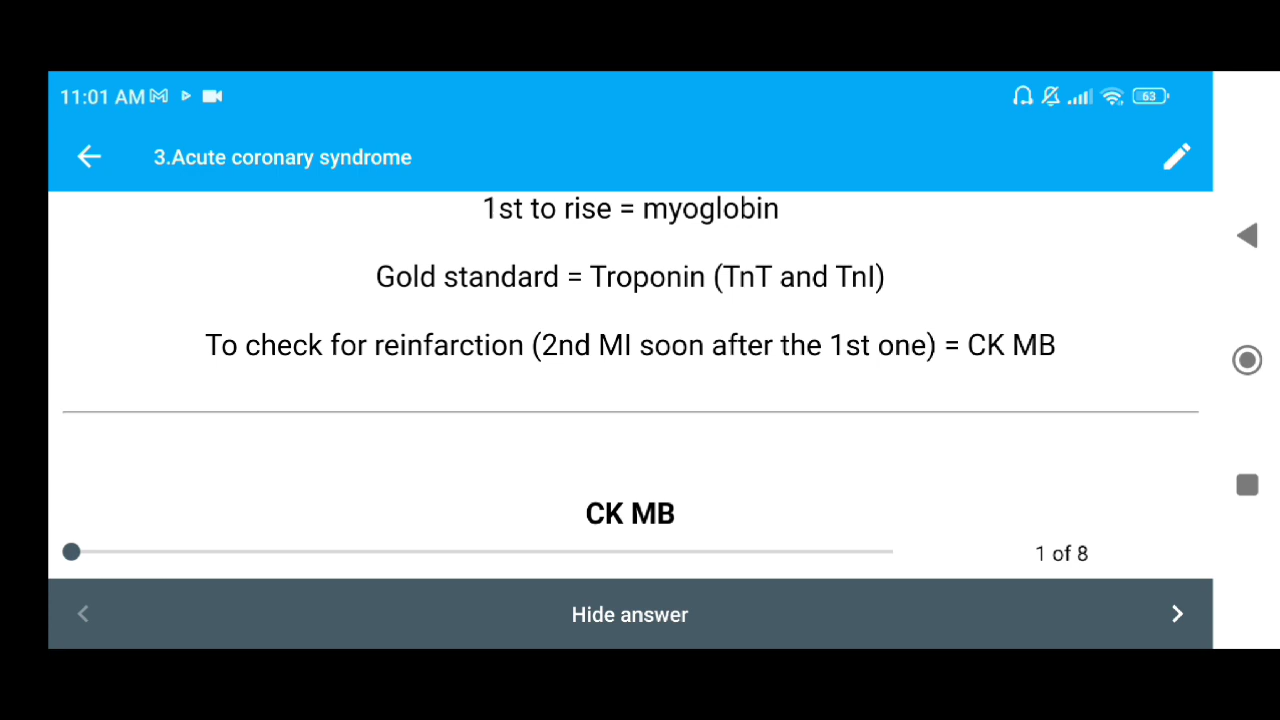 11:01 AM
63
3.Acute coronary syndrome
1st to rise = myoglobin
Gold standard = Troponin (TnT and TnI)
To check for reinfarction (2nd MI soon after the 1st one) = CK MB
CK MB
1 of 8
Hide answer